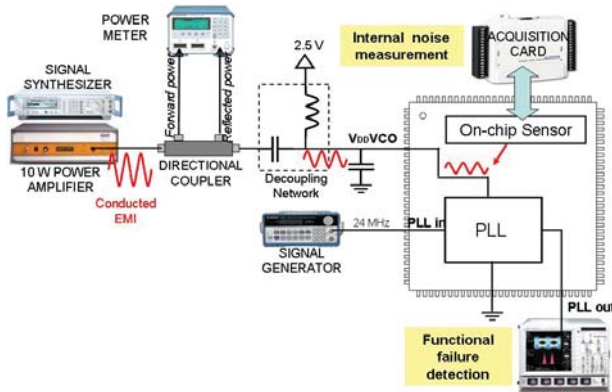 POWER
METER
2.5 V
Internal noise
measurement
ACQUISITION
CARD
SIGNAL
SYNTHESIZER
Forward power
Reflected power
On-chip Sensor
VDDVCO
10 W POWER
AMPLIFIER
DIRECTIONAL
COUPLER
Decoupling
Network
Conducted
EMI
24 MHz
PLL in
PLL
SIGNAL
GENERATOR
PLL out
Functional
failure
detection